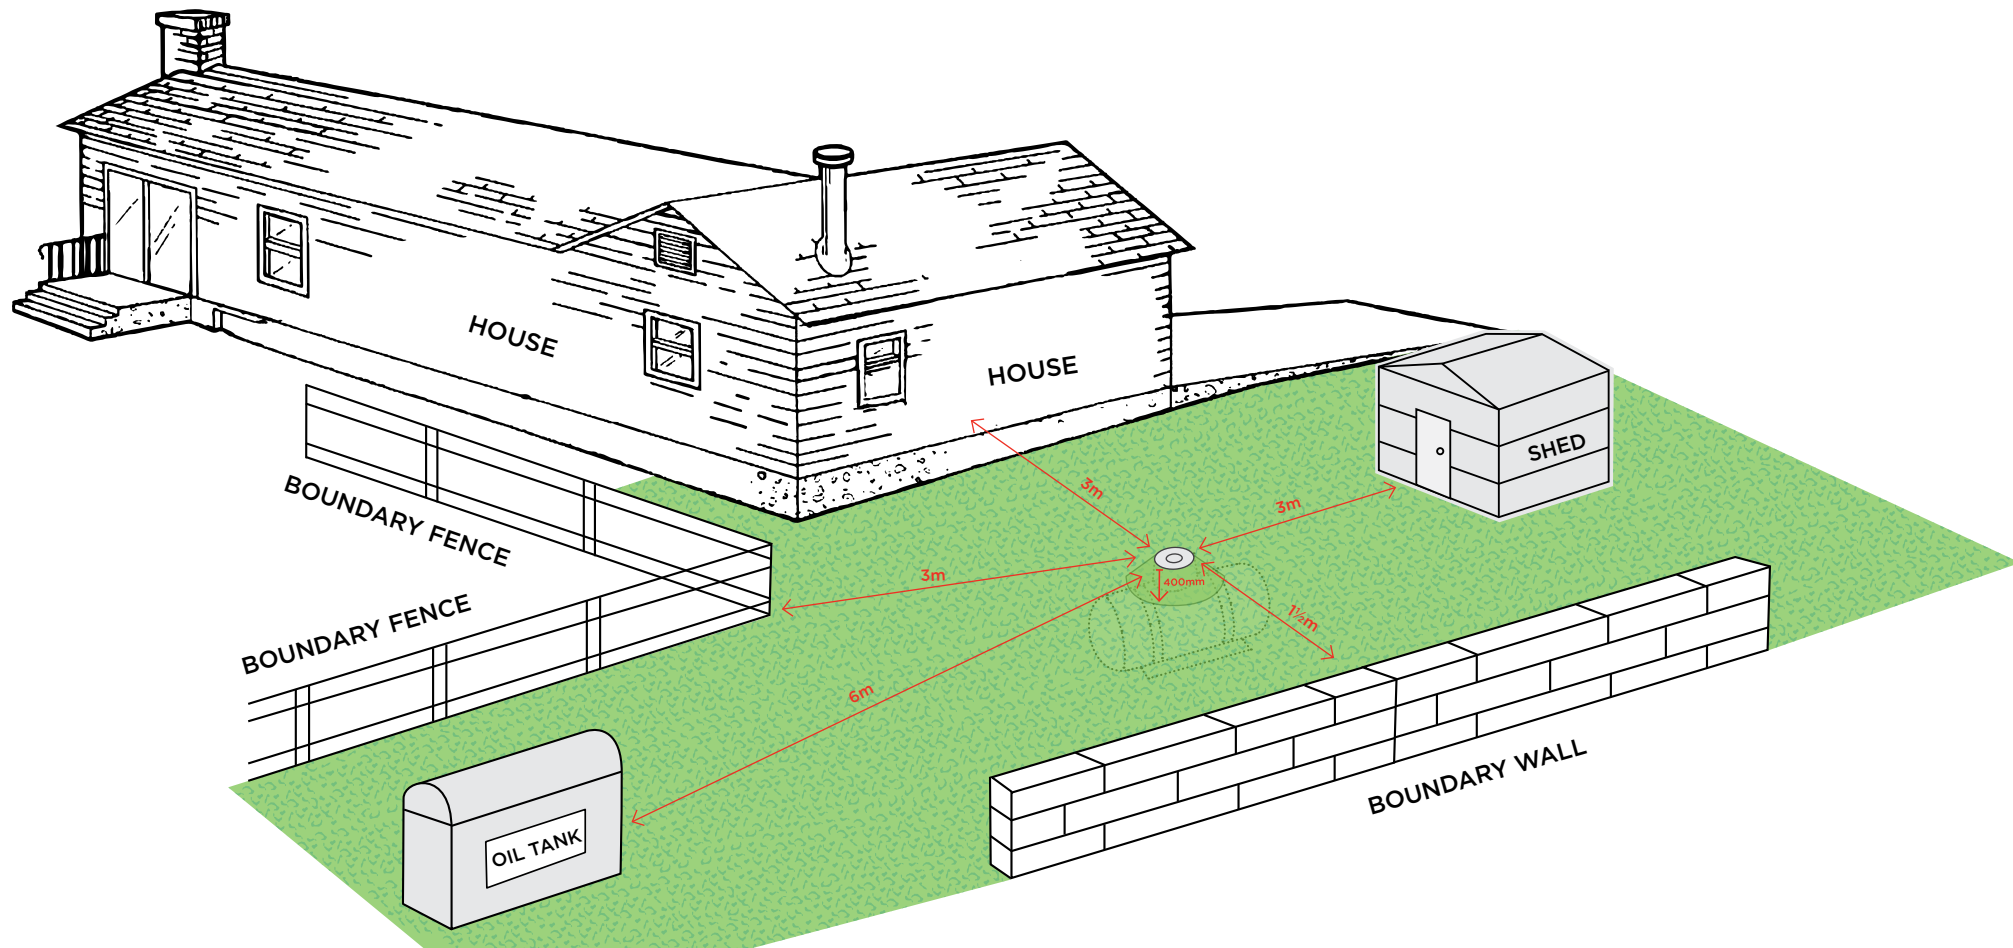 HOUSE
HOUSE
SHED
BOUNDARY FENCE
3m
3m
3m
400mm
BOUNDARY FENCE
1½m
6m
BOUNDARY WALL
OIL TANK